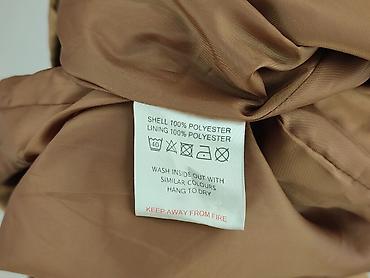 SHELL 100% POLYESTER
LINING 100% POLYESTER
40
WASH INSIDE OUT WITH
SIMILAR COLOURS
HANG TO DRY
KEEP AWAY FROM FIRE